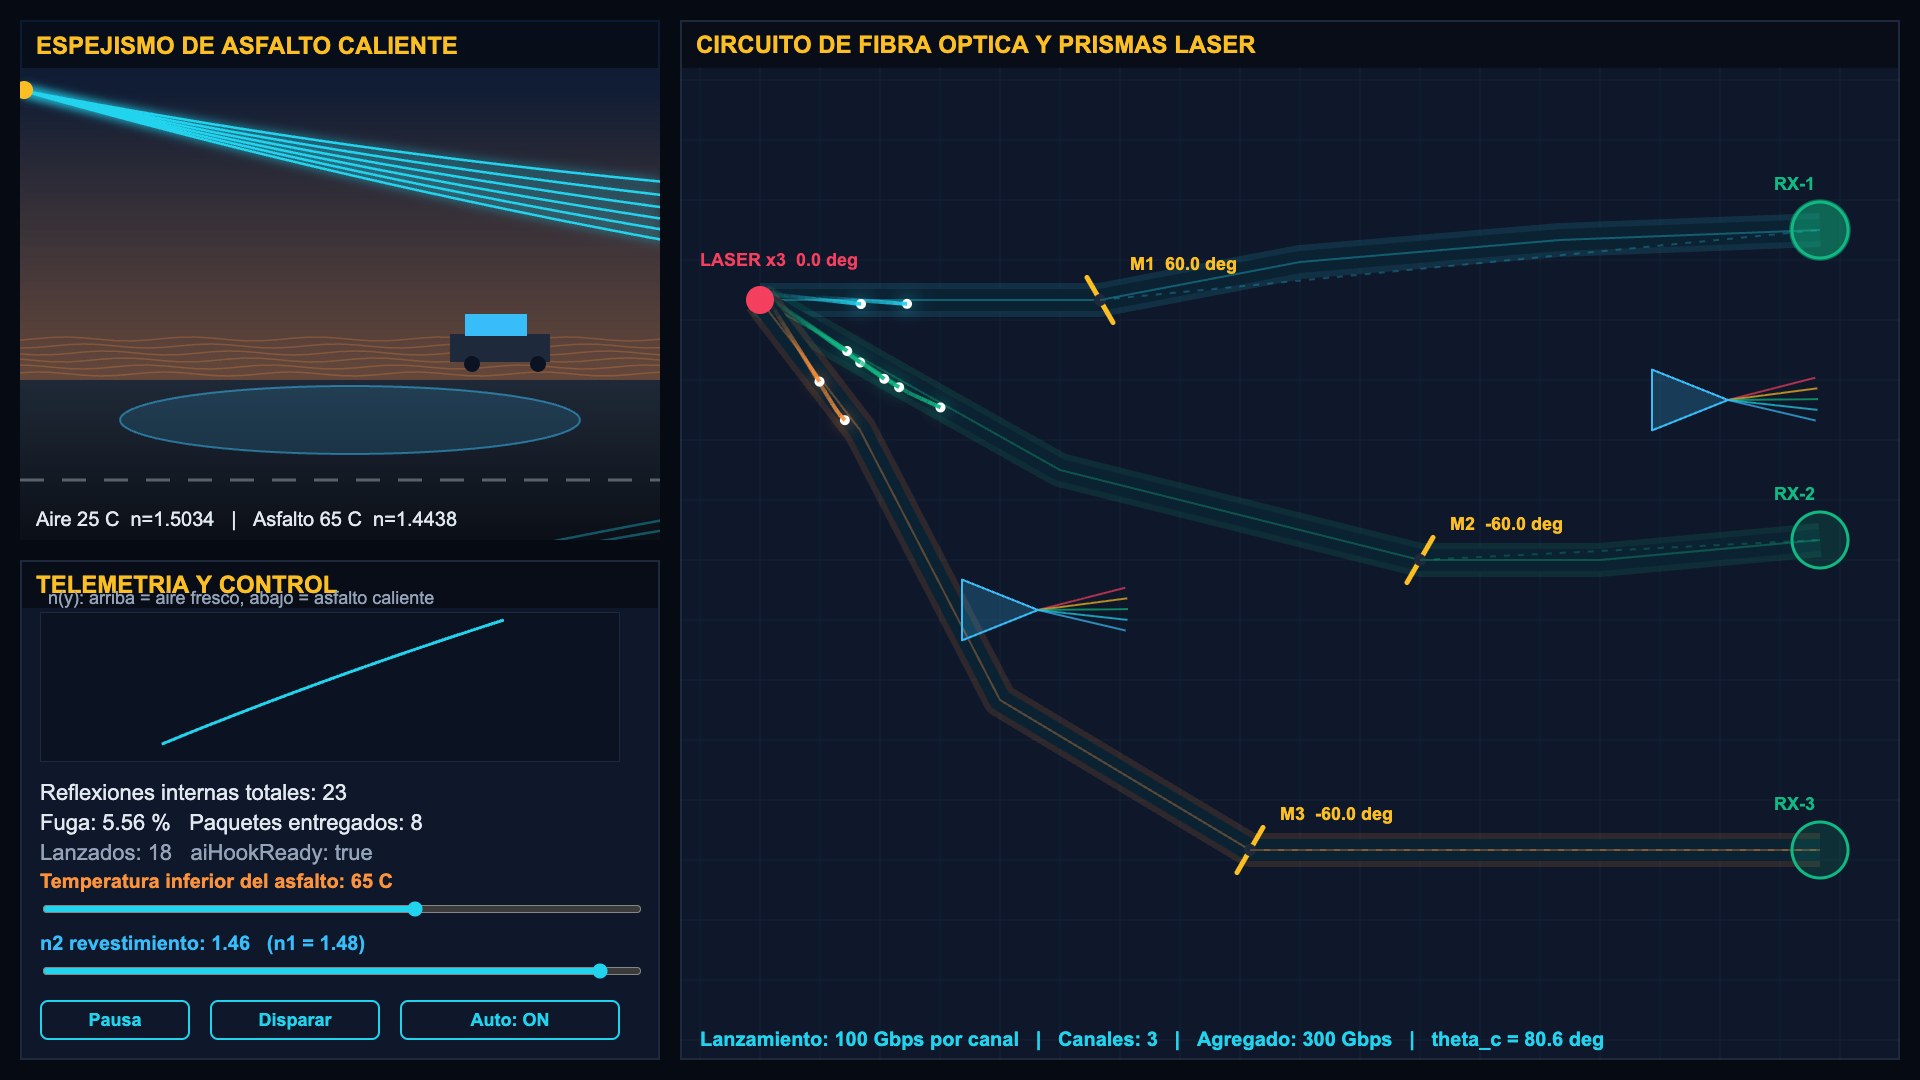 ESPEJISMO DE ASFALTO CALIENTE
Aire 25 C  n=1.5034   |   Asfalto 65 C  n=1.4438
TELEMETRIA Y CONTROL
n(y): arriba = aire fresco, abajo = asfalto caliente
Reflexiones internas totales: 23
Fuga: 5.56 %   Paquetes entregados: 8
Lanzados: 18   aiHookReady: true
Temperatura inferior del asfalto: 65 C
n2 revestimiento: 1.46   (n1 = 1.48)
Pausa
Disparar
Auto: ON
CIRCUITO DE FIBRA OPTICA Y PRISMAS LASER
RX-1
LASER x3  0.0 deg
M1  60.0 deg
RX-2
M2  -60.0 deg
RX-3
M3  -60.0 deg
Lanzamiento: 100 Gbps por canal   |   Canales: 3   |   Agregado: 300 Gbps   |   theta_c = 80.6 deg